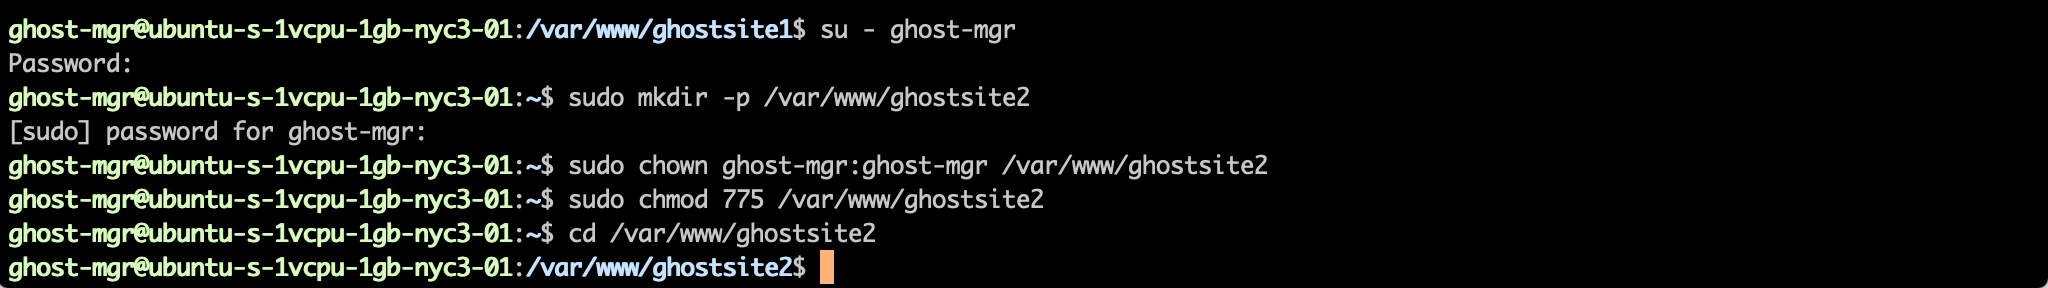 ghost-mgr@ubuntu-s-1vcpu-1gb-nyc3-01:/var/www/ghostsite1$ su - ghost-mgr
Password:
ghost-mgr@ubuntu-s-1vcpu-1gb-nyc3-01:~$ sudo mkdir -p /var/www/ghostsite2
[sudo] password for ghost-mgr:
ghost-mgr@ubuntu-s-1vcpu-1gb-nyc3-01:~$ sudo chown ghost-mgr:ghost-mgr /var/www/ghostsite2
ghost-mgr@ubuntu-s-1vcpu-1gb-nyc3-01:~$ sudo chmod 775 /var/www/ghostsite2
ghost-mgr@ubuntu-s-1vcpu-1gb-nyc3-01:~$ cd /var/www/ghostsite2
ghost-mgr@ubuntu-s-1vcpu-1gb-nyc3-01:/var/www/ghostsite2$